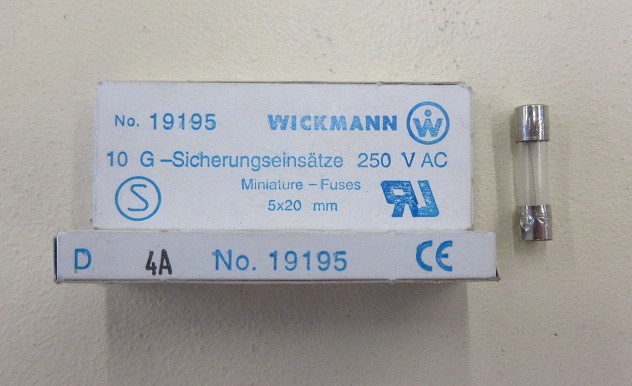 No. 19195 WICKMANN W
10 G-Sicherungseinsätze 250 V AC
S Miniature - Fuses
5x20 mm
D 4A No. 19195 CE